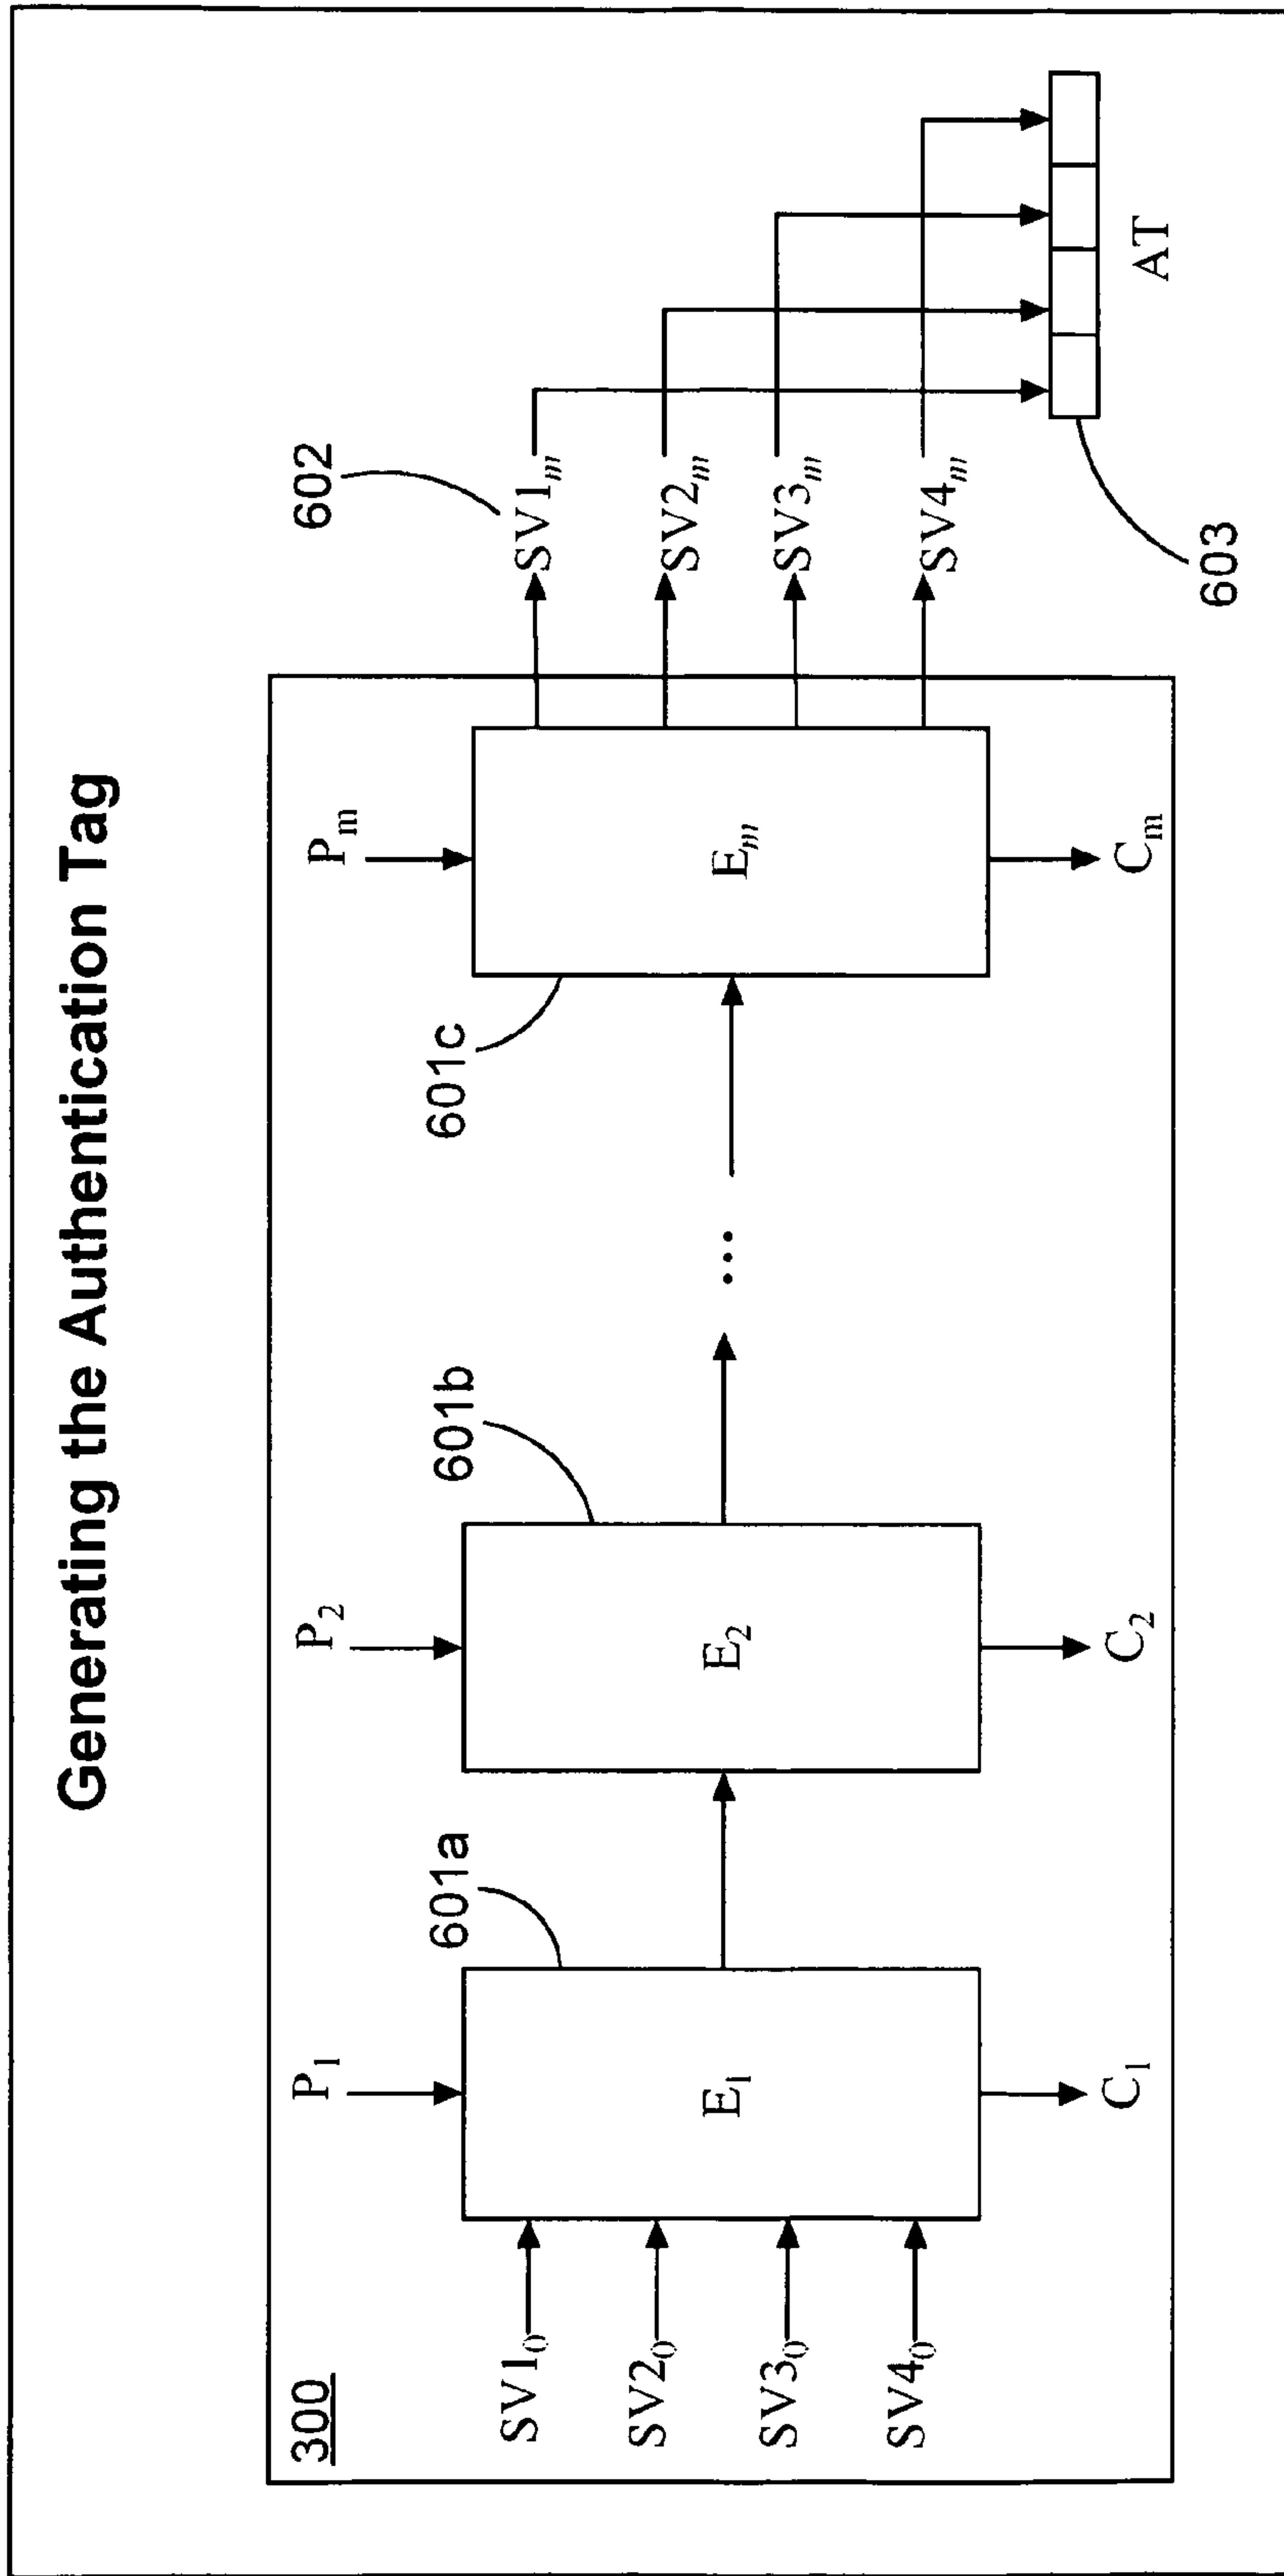 Generating the Authentication Tag
300
P1
P2
Pm
601a
601b
601c
602
SV10
SV20
SV30
SV40
E1
E2
...
Em
SV1m
SV2m
SV3m
SV4m
C1
C2
Cm
603
AT